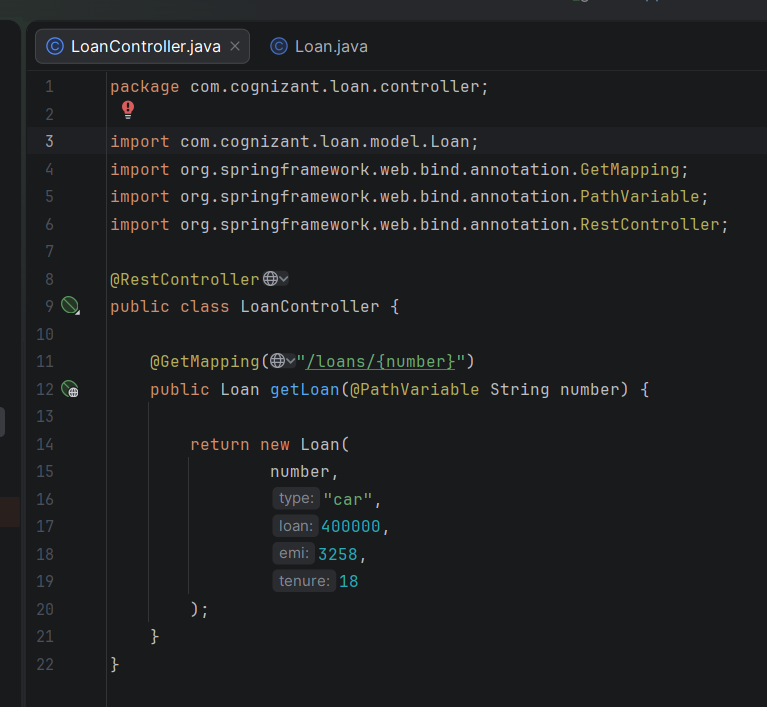 LoanController.java Loan.java
1 package com.cognizant.loan.controller;
2
3 import com.cognizant.loan.model.Loan;
4 import org.springframework.web.bind.annotation.GetMapping;
5 import org.springframework.web.bind.annotation.PathVariable;
6 import org.springframework.web.bind.annotation.RestController;
7
8 @RestController
9 public class LoanController {
10
11     @GetMapping("/loans/{number}")
12     public Loan getLoan(@PathVariable String number) {
13
14         return new Loan(
15                 number,
16                 type: "car",
17                 loan: 400000,
18                 emi: 3258,
19                 tenure: 18
20         );
21     }
22 }